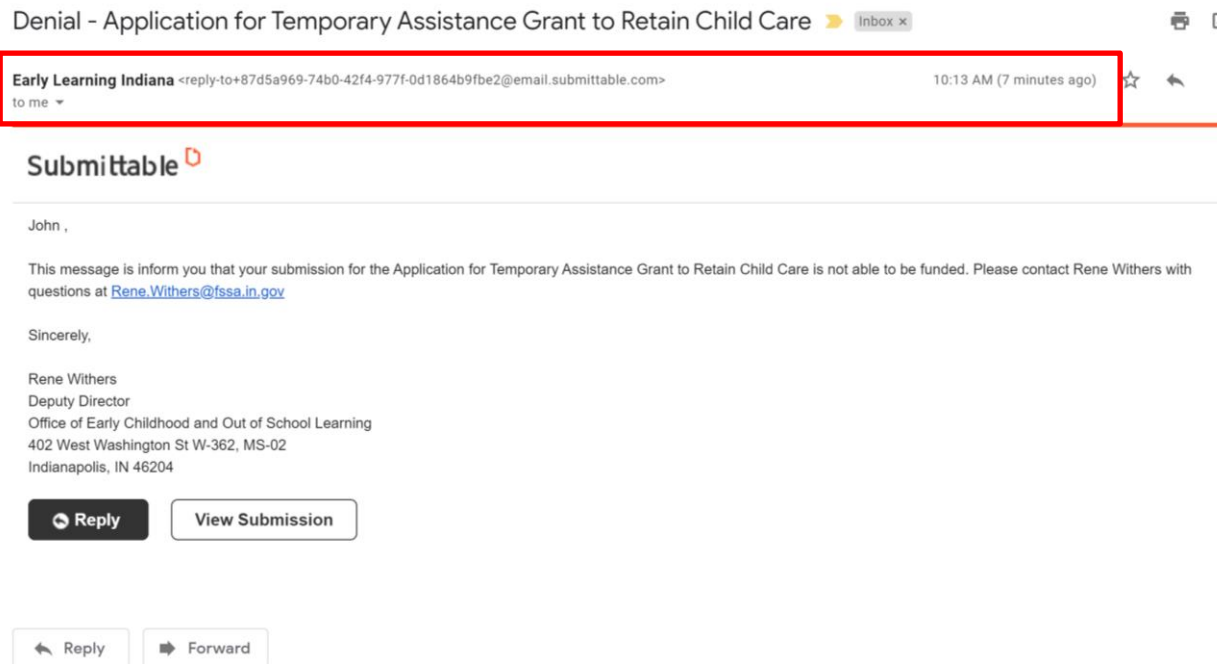 Denial - Application for Temporary Assistance Grant to Retain Child Care Inbox ×
Early Learning Indiana <reply-to+87d5a969-74b0-42f4-977f-0d1864b9fbe2@email.submittable.com> 10:13 AM (7 minutes ago)
to me
Submittable
John ,
This message is inform you that your submission for the Application for Temporary Assistance Grant to Retain Child Care is not able to be funded. Please contact Rene Withers with
questions at Rene.Withers@fssa.in.gov
Sincerely,
Rene Withers
Deputy Director
Office of Early Childhood and Out of School Learning
402 West Washington St W-362, MS-02
Indianapolis, IN 46204
Reply View Submission
Reply Forward